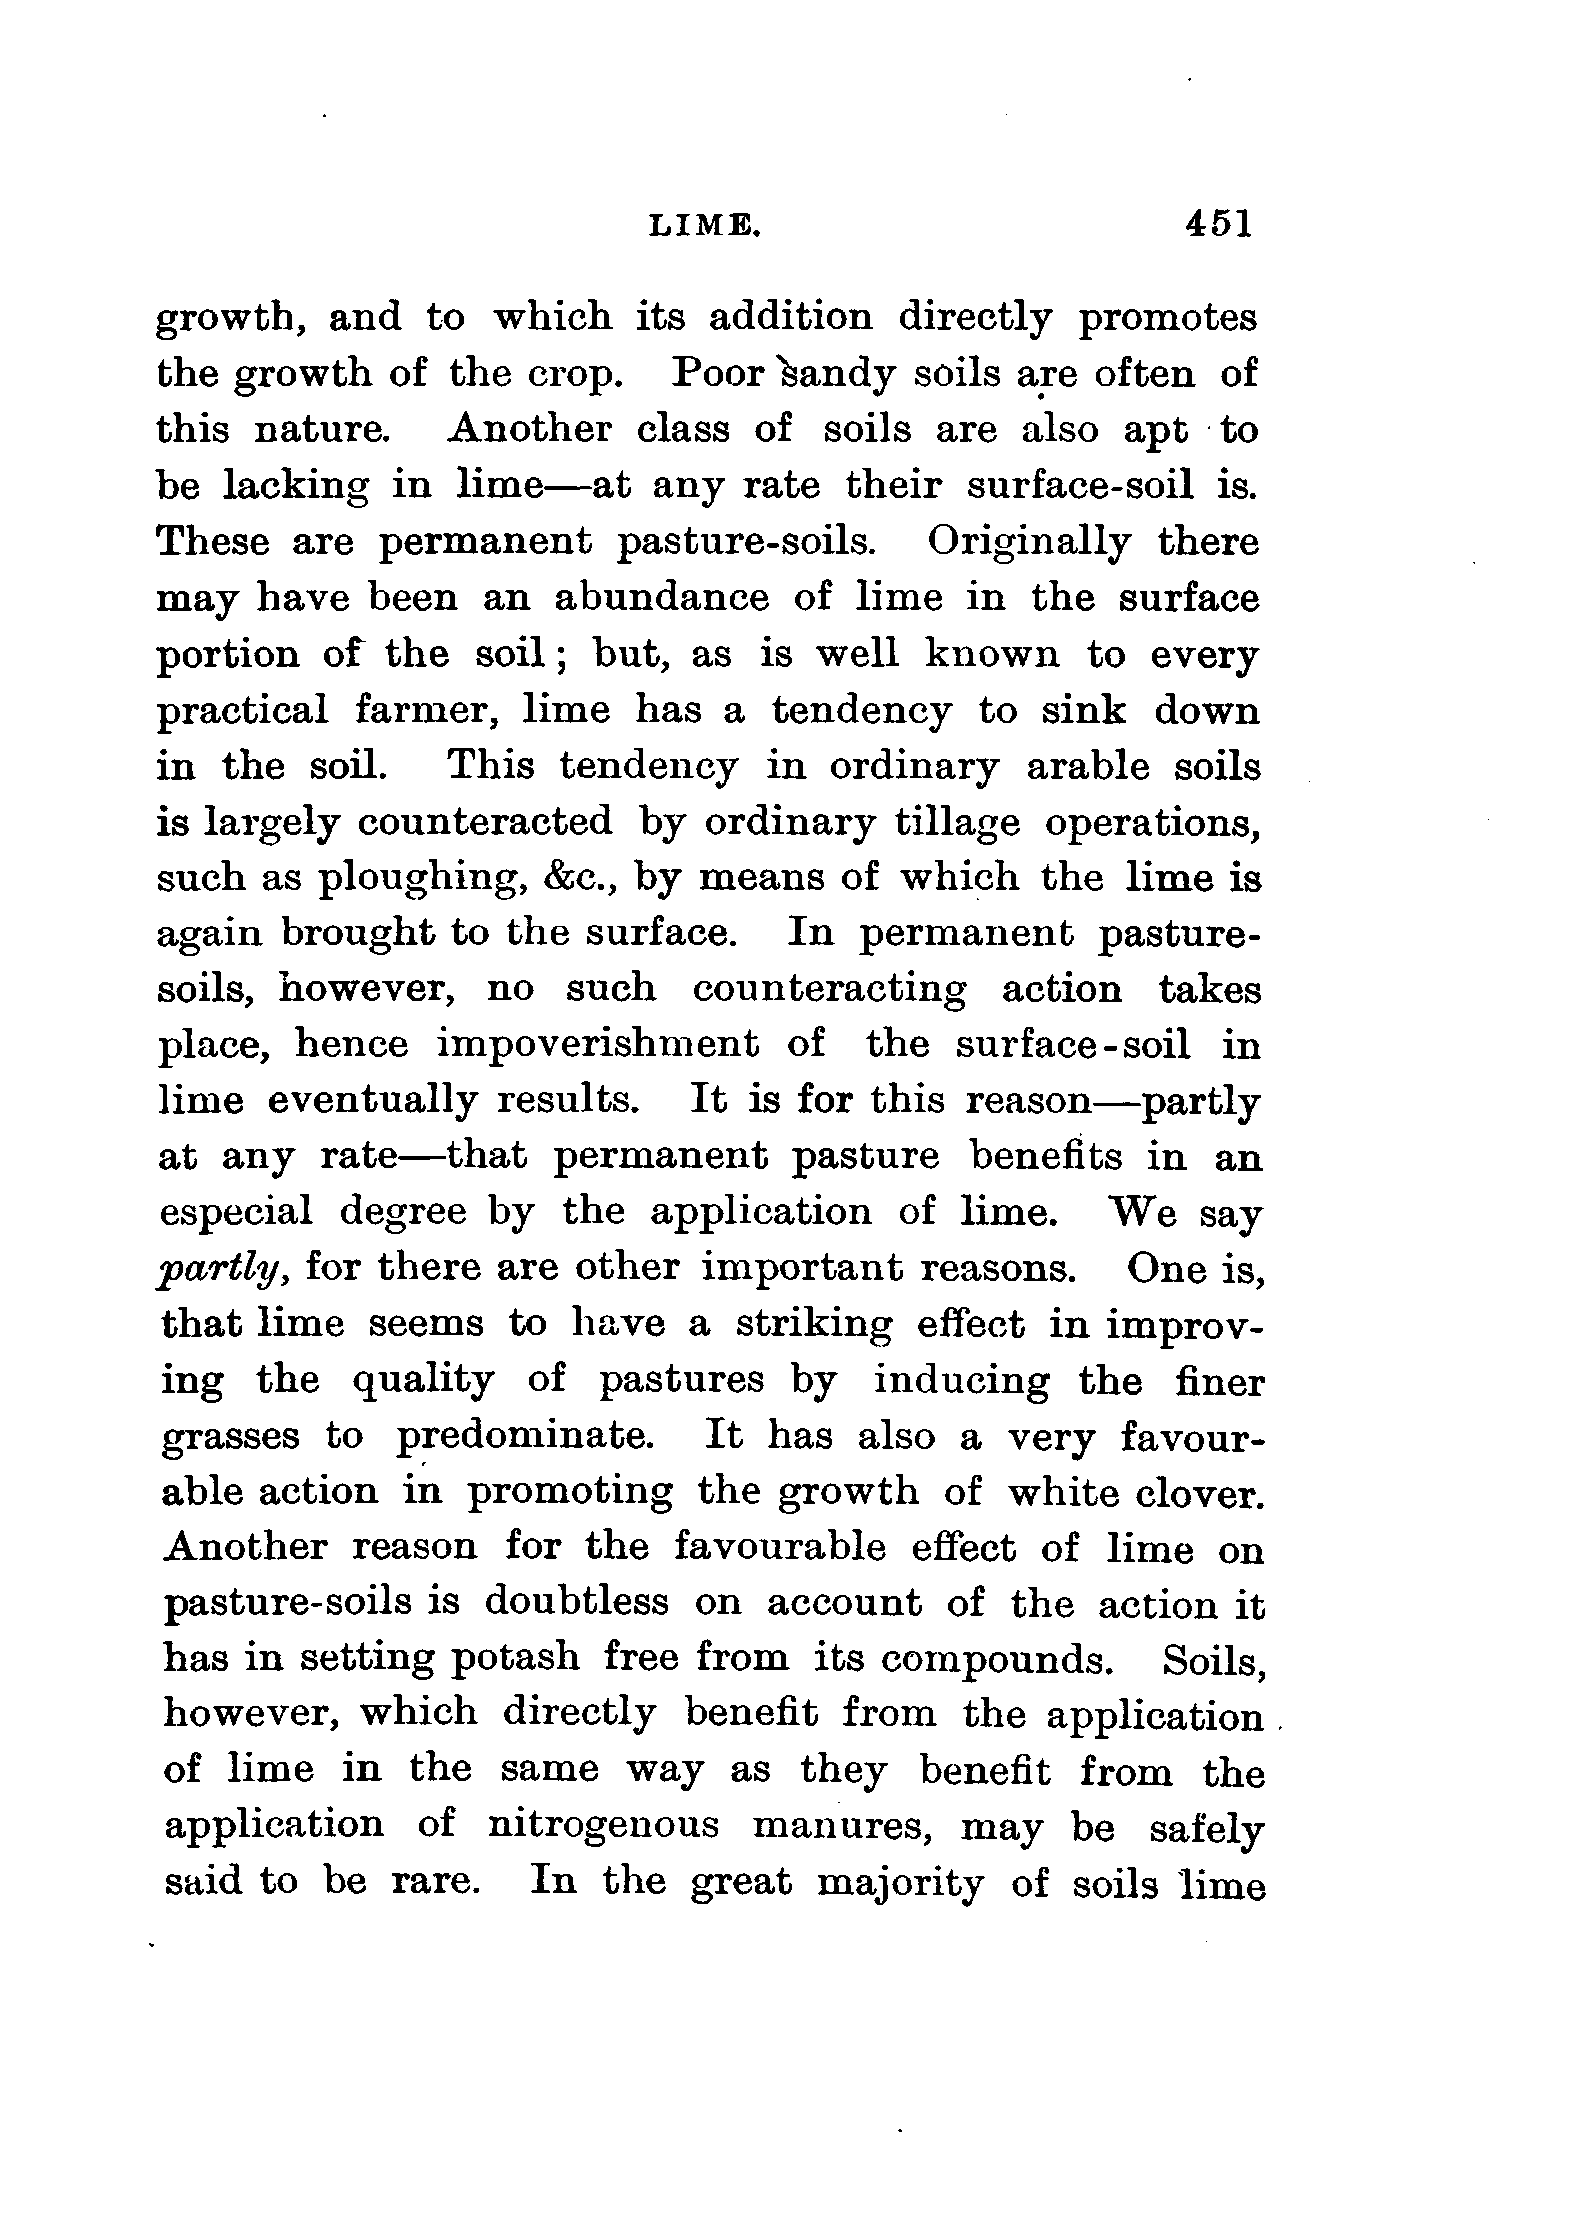 LIME. 451
growth, and to which its addition directly promotes
the growth of the crop. Poor sandy soils are often of
this nature. Another class of soils are also apt to
be lacking in lime—at any rate their surface-soil is.
These are permanent pasture-soils. Originally there
may have been an abundance of lime in the surface
portion of the soil; but, as is well known to every
practical farmer, lime has a tendency to sink down
in the soil. This tendency in ordinary arable soils
is largely counteracted by ordinary tillage operations,
such as ploughing, &c., by means of which the lime is
again brought to the surface. In permanent pasture-
soils, however, no such counteracting action takes
place, hence impoverishment of the surface-soil in
lime eventually results. It is for this reason—partly
at any rate—that permanent pasture benefits in an
especial degree by the application of lime. We say
partly, for there are other important reasons. One is,
that lime seems to have a striking effect in improv-
ing the quality of pastures by inducing the finer
grasses to predominate. It has also a very favour-
able action in promoting the growth of white clover.
Another reason for the favourable effect of lime on
pasture-soils is doubtless on account of the action it
has in setting potash free from its compounds. Soils,
however, which directly benefit from the application
of lime in the same way as they benefit from the
application of nitrogenous manures, may be safely
said to be rare. In the great majority of soils lime